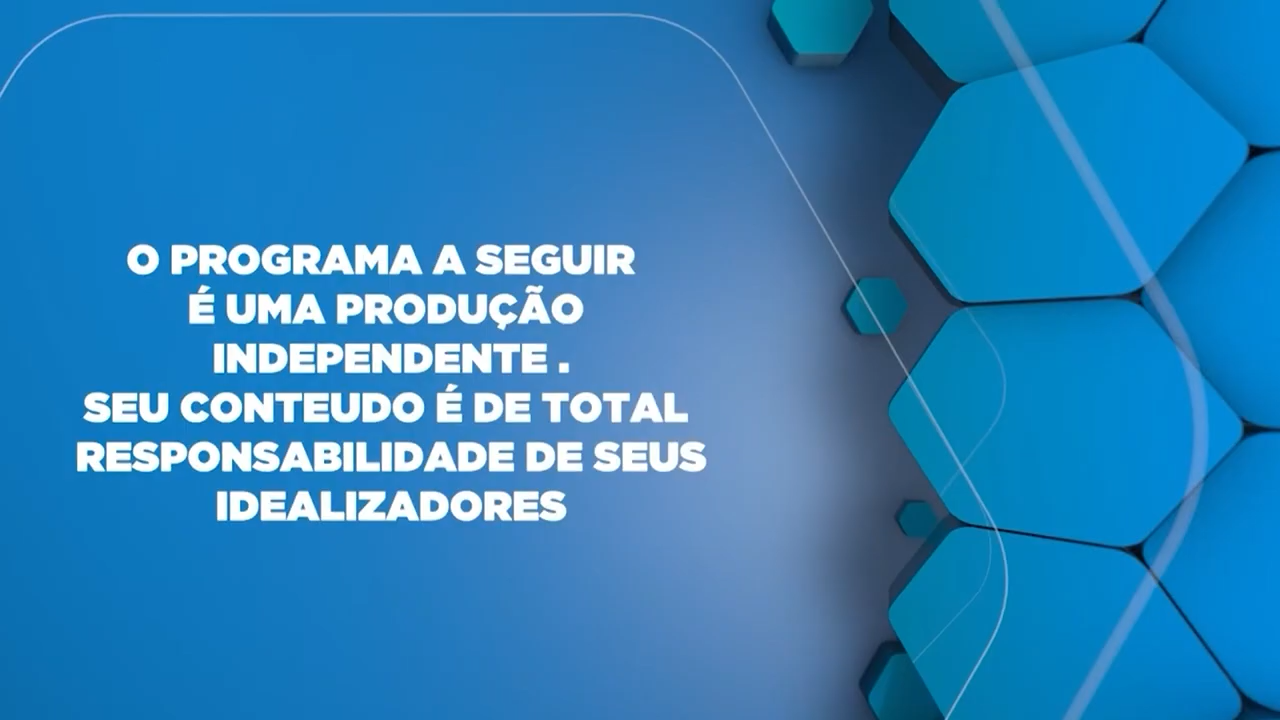 O PROGRAMA A SEGUIR
É UMA PRODUÇÃO
INDEPENDENTE .
SEU CONTEUDO É DE TOTAL
RESPONSABILIDADE DE SEUS
IDEALIZADORES